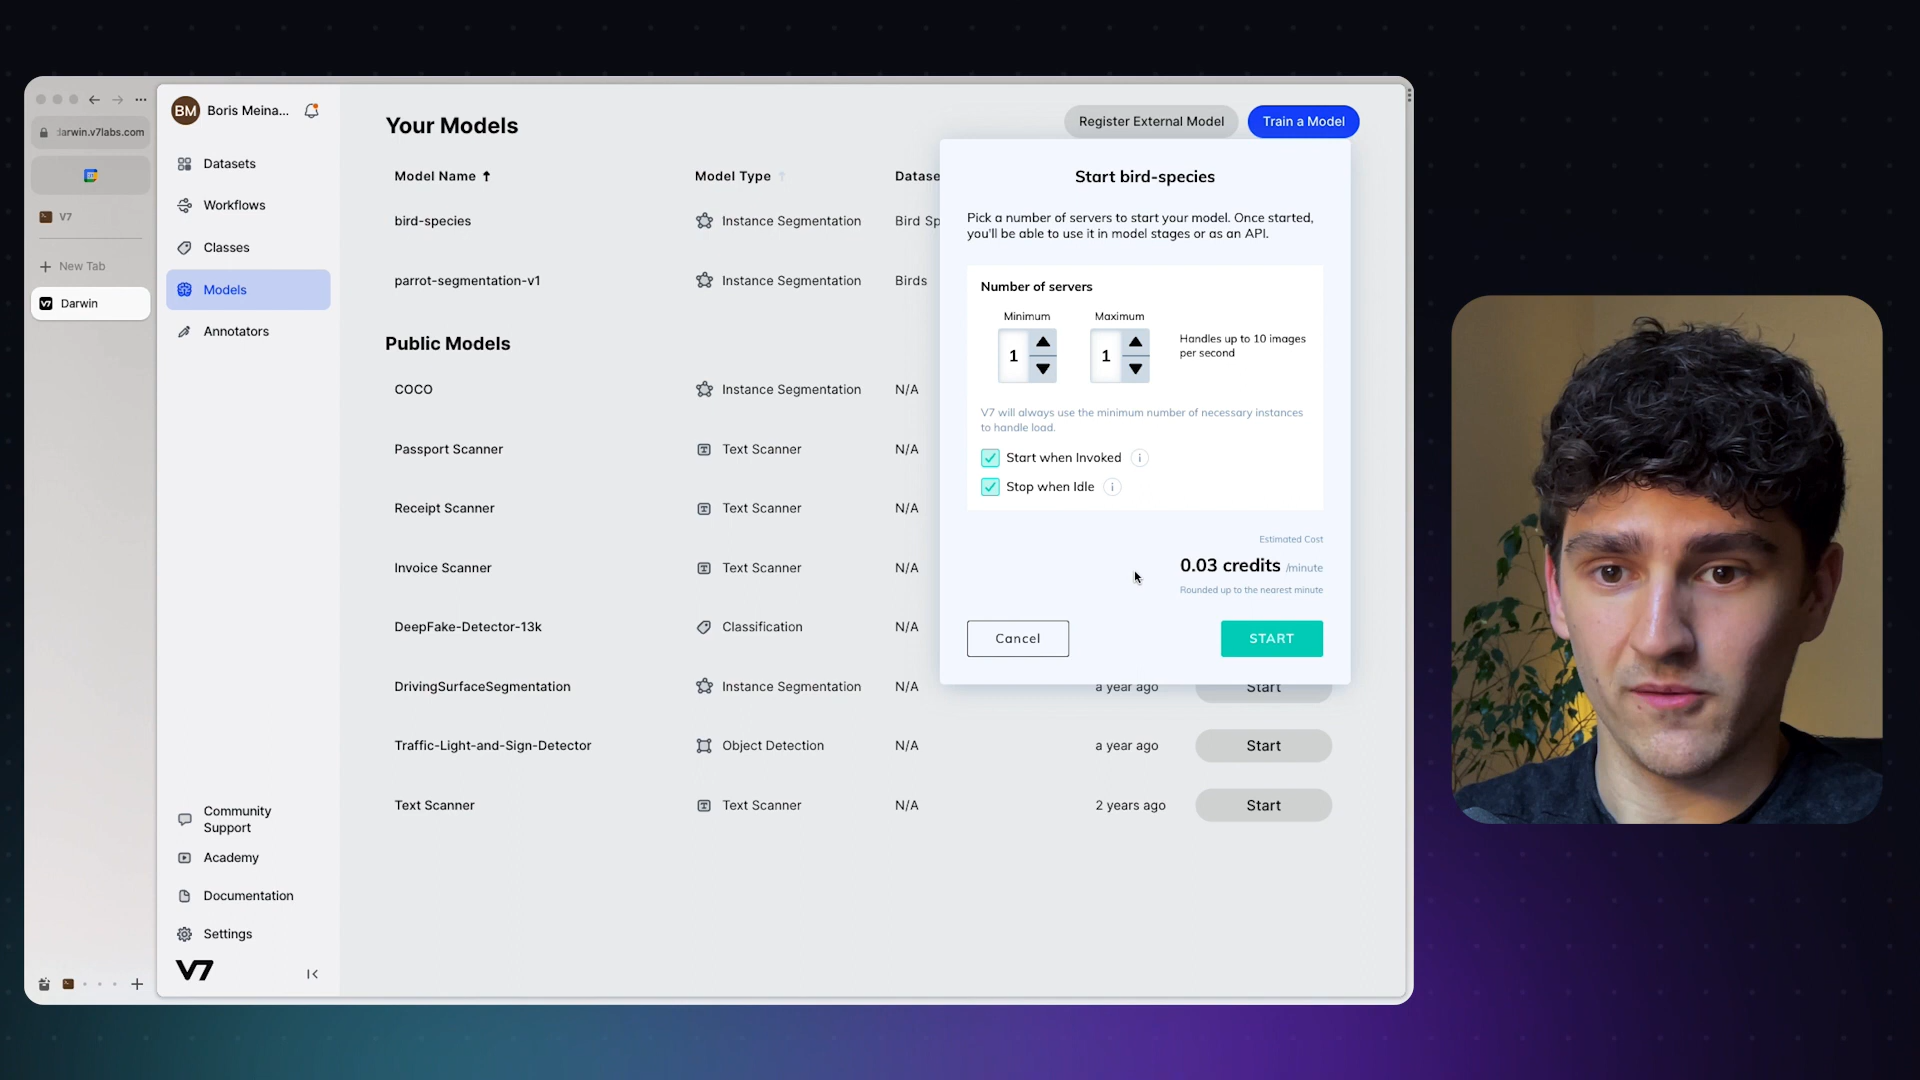 BM Boris Meina...
darwin.v7labs.com
V7
New Tab
Darwin
Datasets
Workflows
Classes
Models
Annotators
Community
Support
Academy
Documentation
Settings
V7
Your Models
Register External Model
Train a Model
Model Name Model Type Datase
bird-species Instance Segmentation Bird Sp
parrot-segmentation-v1 Instance Segmentation Birds
Public Models
COCO Instance Segmentation N/A
Passport Scanner Text Scanner N/A
Receipt Scanner Text Scanner N/A
Invoice Scanner Text Scanner N/A
DeepFake-Detector-13k Classification N/A
DrivingSurfaceSegmentation Instance Segmentation N/A a year ago Start
Traffic-Light-and-Sign-Detector Object Detection N/A a year ago Start
Text Scanner Text Scanner N/A 2 years ago Start
Start bird-species
Pick a number of servers to start your model. Once started,
you'll be able to use it in model stages or as an API.
Number of servers
Minimum Maximum
1 1
Handles up to 10 images
per second
V7 will always use the minimum number of necessary instances
to handle load.
Start when Invoked i
Stop when Idle i
Estimated Cost
0.03 credits /minute
Rounded up to the nearest minute
Cancel START